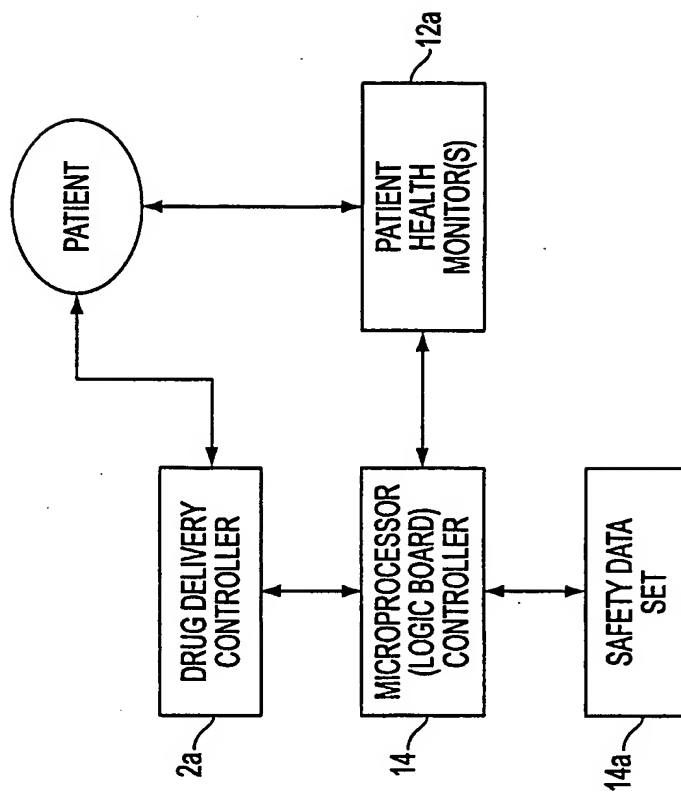 PATIENT
12a
PATIENT
HEALTH
MONITOR(S)
DRUG DELIVERY
CONTROLLER
2a
MICROPROCESSOR
(LOGIC BOARD)
CONTROLLER
14
SAFETY DATA
SET
14a